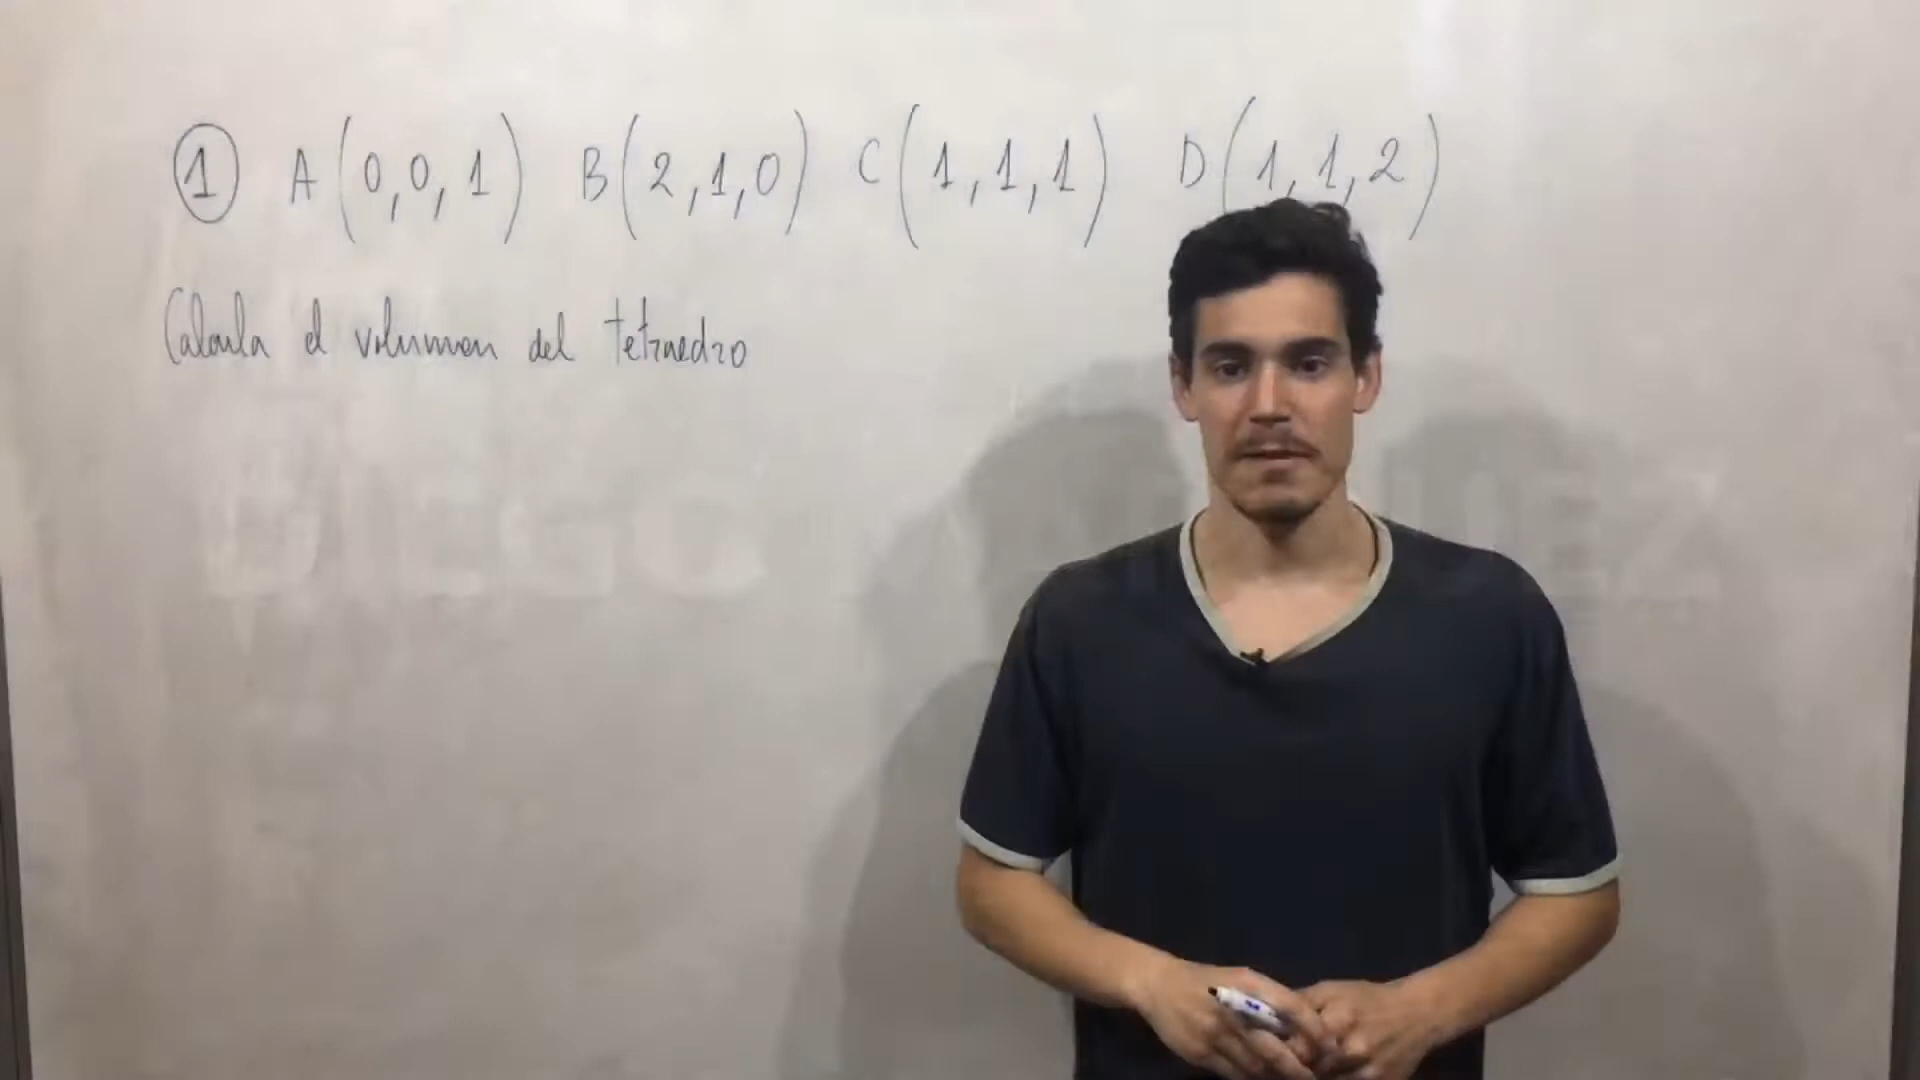 1 A(0,0,1) B(2,1,0) C(1,1,1) D(1,1,2)
Calcula el volumen del tetraedro